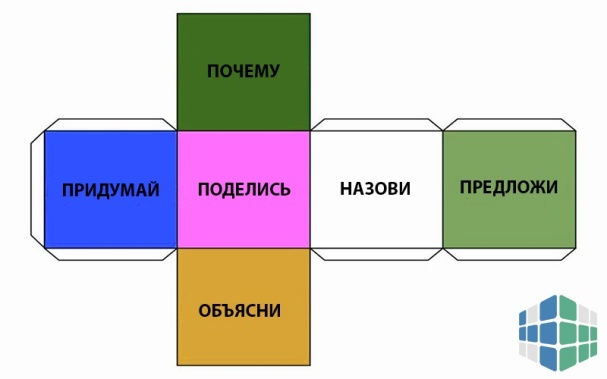 ПОЧЕМУ
ПРИДУМАЙ
ПОДЕЛИСЬ
НАЗОВИ
ПРЕДЛОЖИ
ОБЪЯСНИ